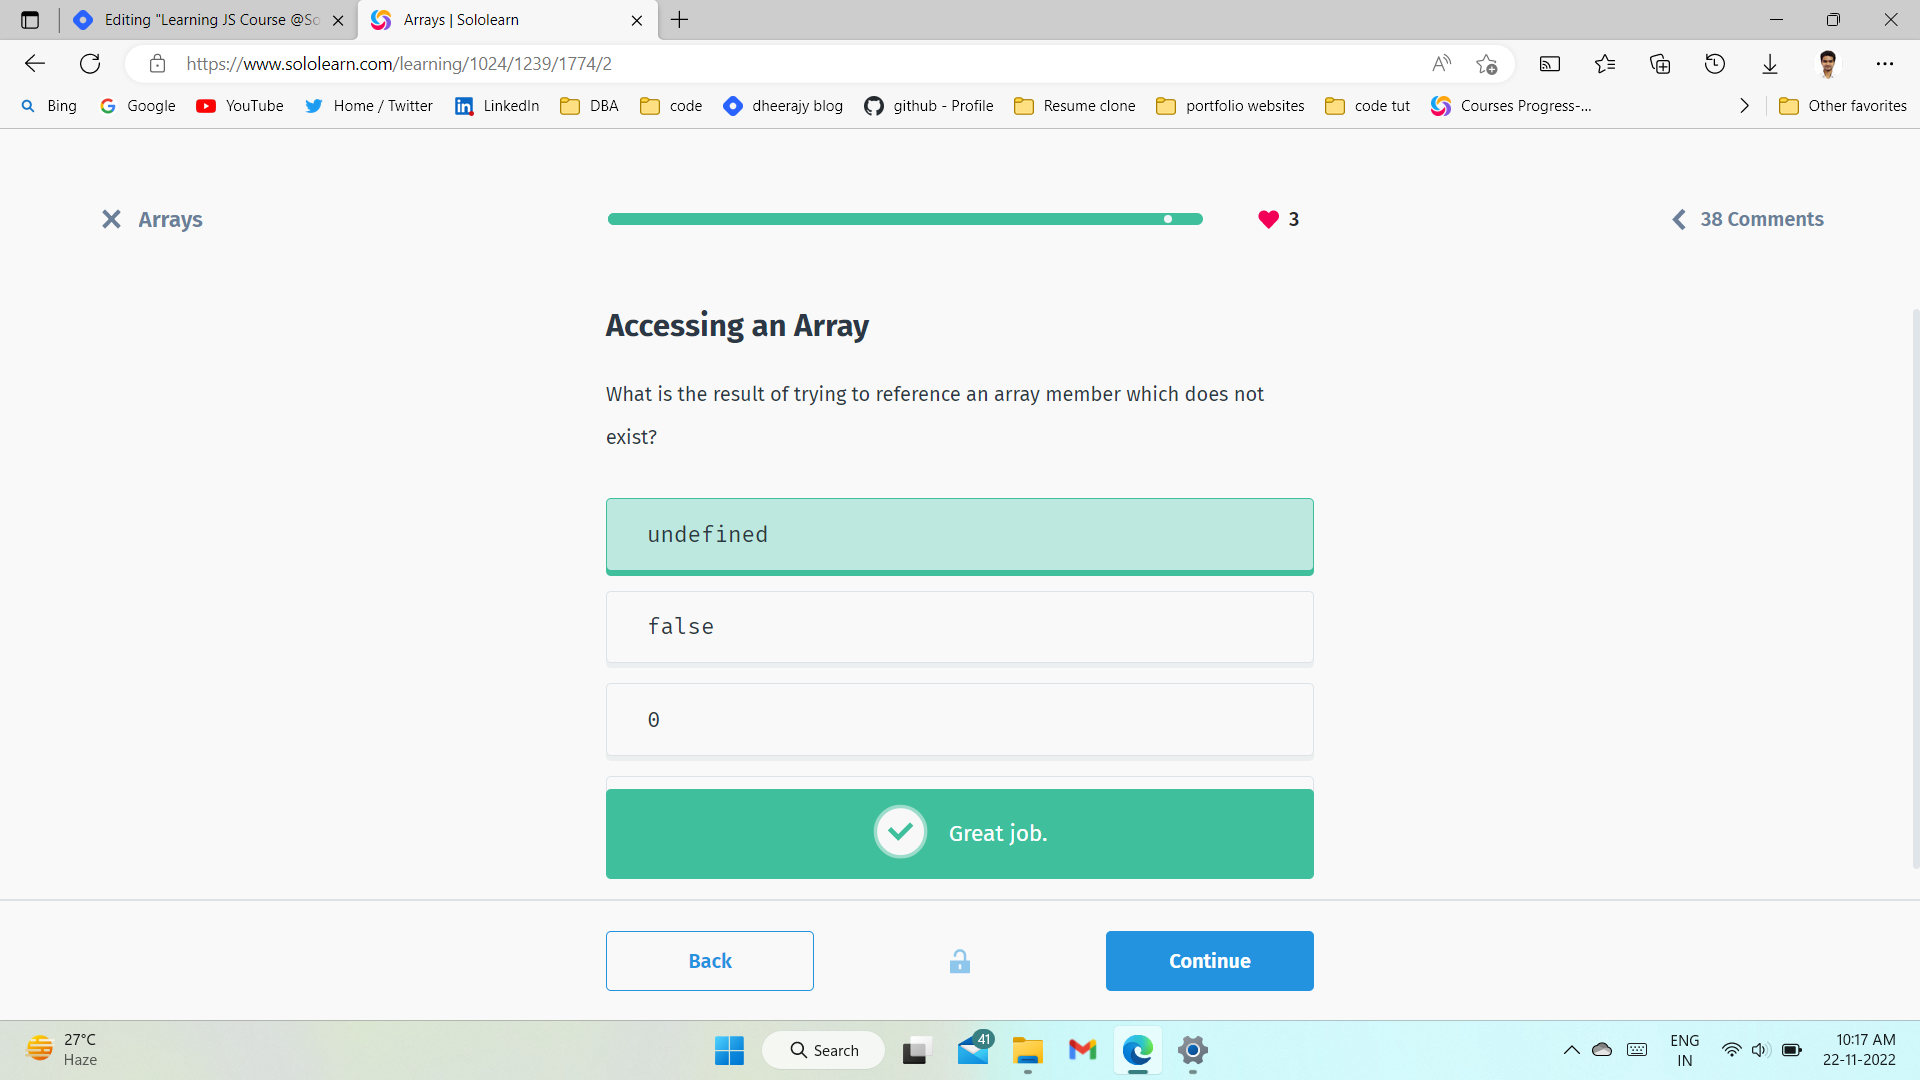 Editing "Learning JS Course @So
Arrays | Sololearn
https://www.sololearn.com/learning/1024/1239/1774/2
Bing
Google
YouTube
Home / Twitter
LinkedIn
DBA
code
dheerajy blog
github - Profile
Resume clone
portfolio websites
code tut
Courses Progress-...
Other favorites
Arrays
3
38 Comments
Accessing an Array
What is the result of trying to reference an array member which does not
exist?
undefined
false
0
Great job.
Back
Continue
27°C
Haze
Search
41
ENG
IN
10:17 AM
22-11-2022